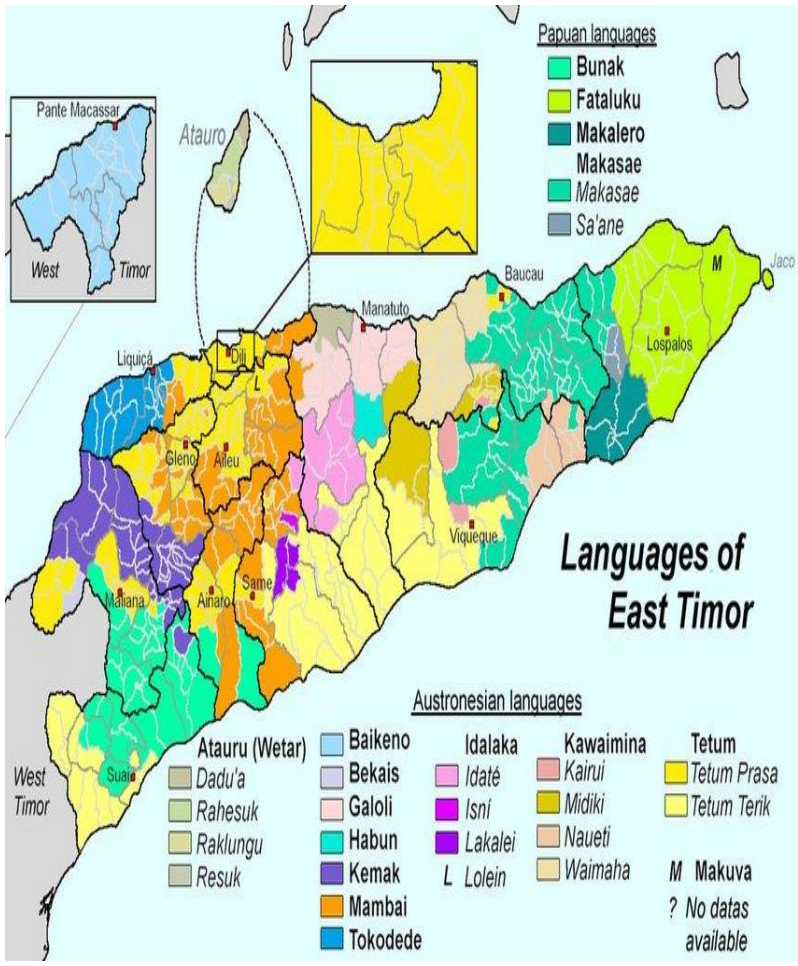 Papuan languages
Bunak
Fataluku
Makalero
Makasae
Makasae
Sa'ane
Pante Macassar
West Timor
Atauro
Baucau
M
Jaco
Manatuto
Lospalos
Liquiçá
Dili
L
Gleno
Aileu
Viqueque
Same
Ainaro
Maliana
Suai
West
Timor
Languages of
East Timor
Austronesian languages
Atauru (Wetar)
Dadu'a
Rahesuk
Raklungu
Resuk
Baikeno
Bekais
Galoli
Habun
Kemak
Mambai
Tokodede
Idalaka
Idaté
Isní
Lakalei
L Lolein
Kawaimina
Kairui
Midiki
Naueti
Waimaha
Tetum
Tetum Prasa
Tetum Terik
M Makuva
? No datas
available